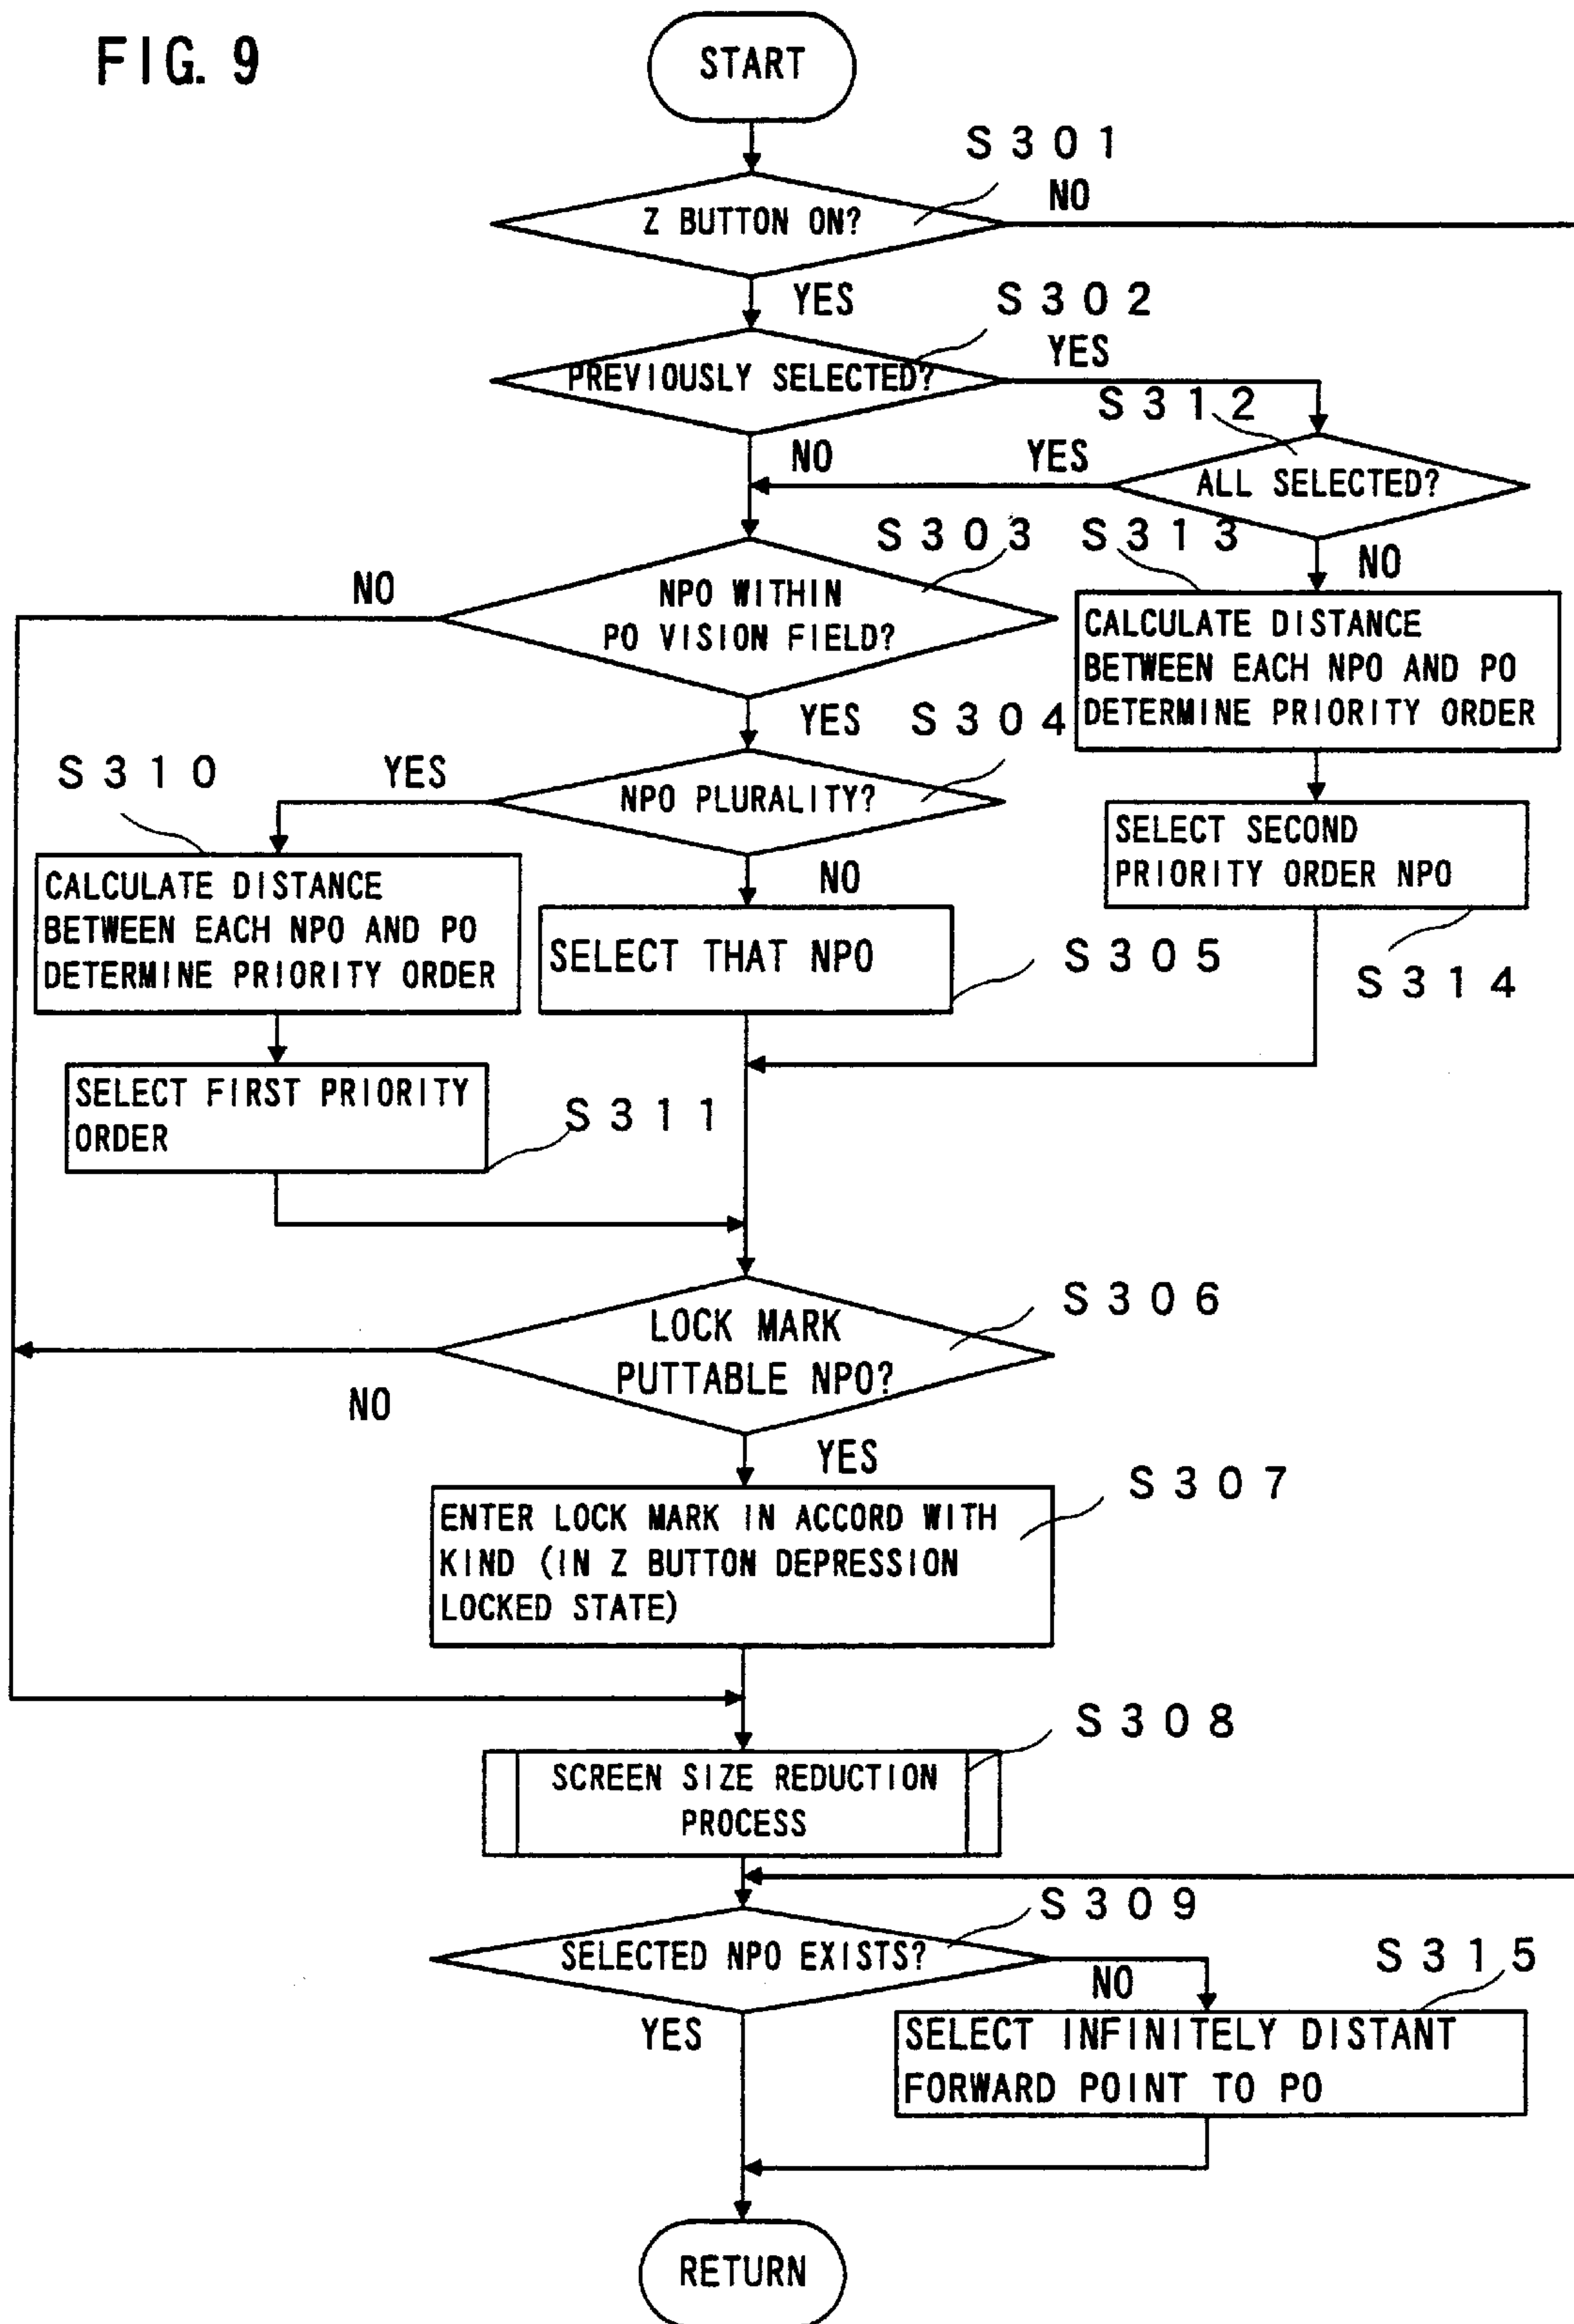 FIG. 9
START
S301
Z BUTTON ON?
NO
YES
S302
PREVIOUSLY SELECTED?
YES
S312
NO
YES
ALL SELECTED?
S303
S313
NO
NO
NPO WITHIN
PO VISION FIELD?
CALCULATE DISTANCE
BETWEEN EACH NPO AND PO
DETERMINE PRIORITY ORDER
YES
S304
S310
YES
NPO PLURALITY?
SELECT SECOND
PRIORITY ORDER NPO
NO
CALCULATE DISTANCE
BETWEEN EACH NPO AND PO
DETERMINE PRIORITY ORDER
SELECT THAT NPO
S305
S314
SELECT FIRST PRIORITY
ORDER
S311
S306
LOCK MARK
PUTTABLE NPO?
NO
YES
S307
ENTER LOCK MARK IN ACCORD WITH
KIND (IN Z BUTTON DEPRESSION
LOCKED STATE)
S308
SCREEN SIZE REDUCTION
PROCESS
S309
SELECTED NPO EXISTS?
S315
NO
YES
SELECT INFINITELY DISTANT
FORWARD POINT TO PO
RETURN